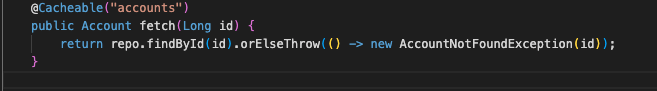 @Cacheable("accounts")
public Account fetch(Long id) {
    return repo.findById(id).orElseThrow(() -> new AccountNotFoundException(id));
}